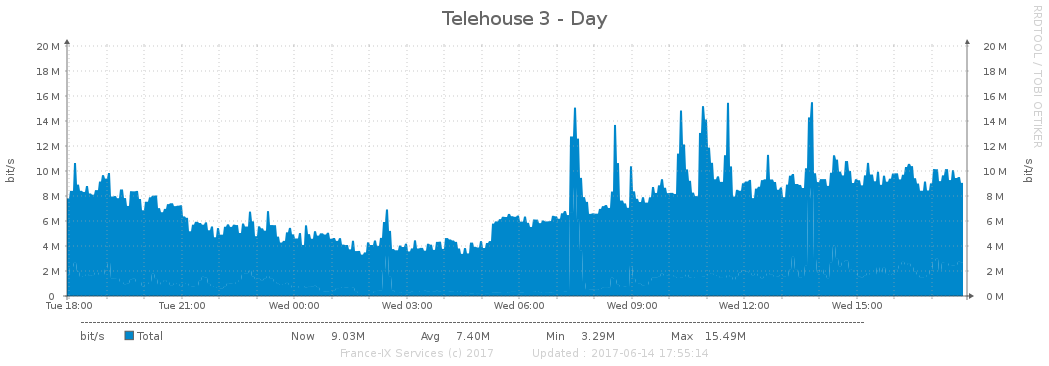 Telehouse 3 - Day
RRDTOOL / TOBI OETIKER
20 M 20 M
18 M 18 M
16 M 16 M
14 M 14 M
12 M 12 M
10 M 10 M
8 M 8 M
6 M 6 M
4 M 4 M
2 M 2 M
0 0 M
bit/s bit/s
Tue 18:00 Tue 21:00 Wed 00:00 Wed 03:00 Wed 06:00 Wed 09:00 Wed 12:00 Wed 15:00
bit/s Total Now 9.03M Avg 7.40M Min 3.29M Max 15.49M
France-IX Services (c) 2017 Updated : 2017-06-14 17:55:14